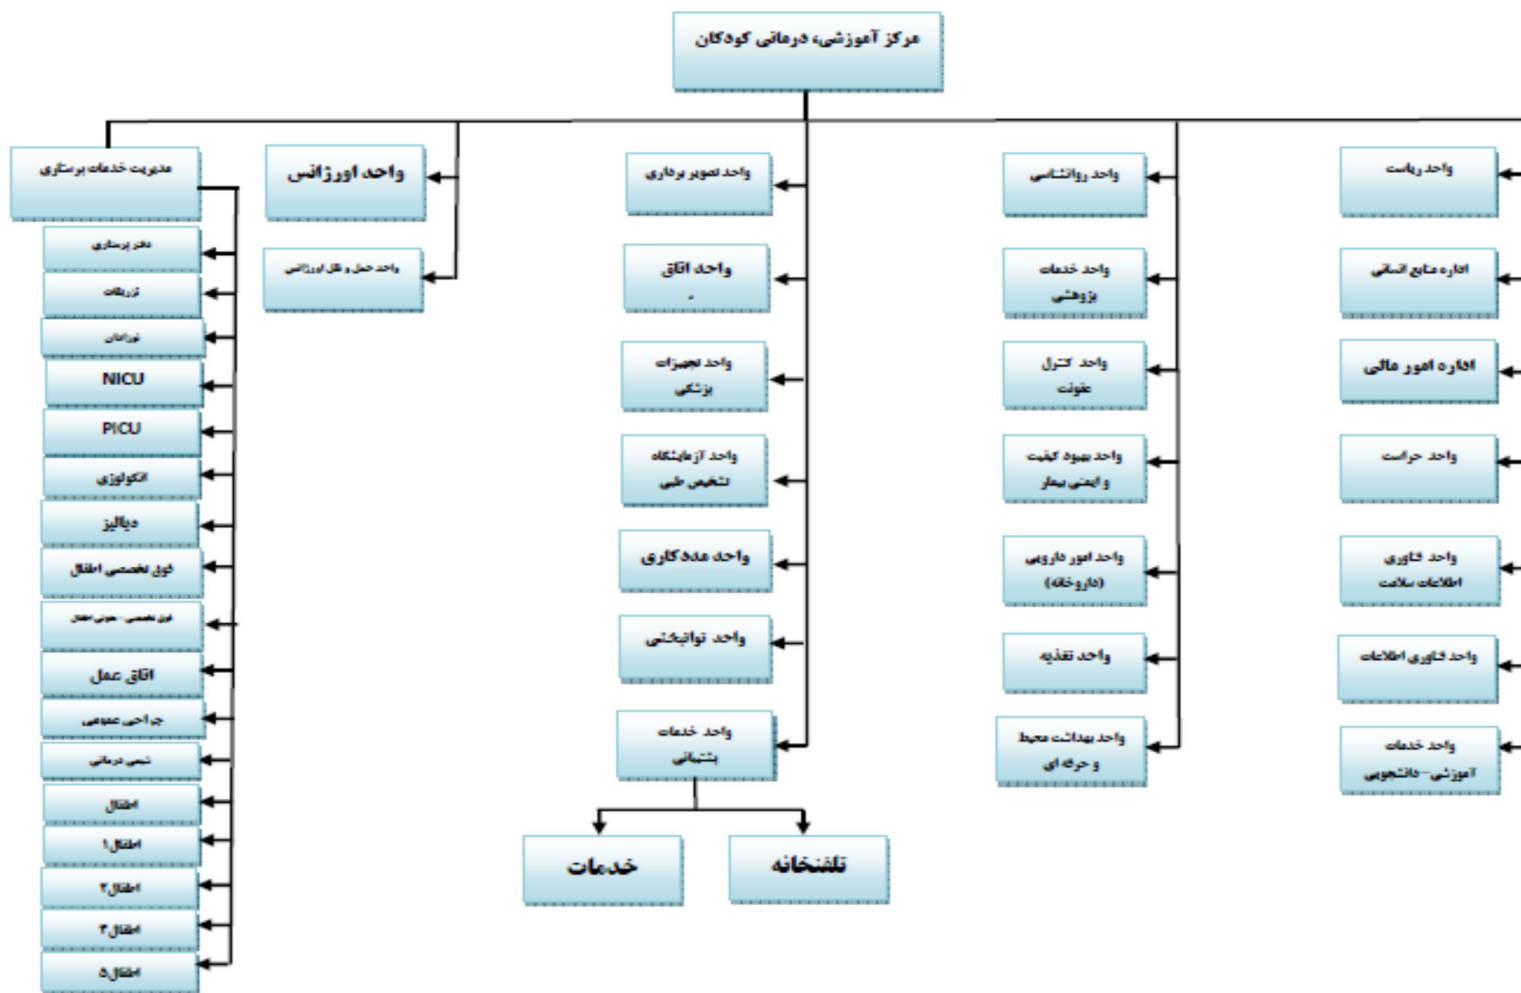 مرکز آموزشی، درمانی کودکان
واحد ریاست
اداره منابع انسانی
اداره امور مالی
واحد حراست
واحد فناوری
اطلاعات سلامت
واحد فناوری اطلاعات
واحد خدمات
آموزشی-دانشجویی
واحد روانشناسی
واحد خدمات
پژوهشی
واحد کنترل
عفونت
واحد بهبود کیفیت
و ایمنی بیمار
واحد امور دارویی
(داروخانه)
واحد تغذیه
واحد بهداشت محیط
و حرفه ای
واحد تصویر برداری
واحد اتاق
واحد تجهیزات
پزشکی
واحد آزمایشگاه
تشخیص طبی
واحد مددکاری
واحد توانبخشی
واحد خدمات
پشتیبانی
تلفنخانه
خدمات
واحد اورژانس
واحد حمل و نقل اورژانس
مدیریت خدمات پرستاری
دفتر پرستاری
تزریقات
نوزادان
NICU
PICU
انکولوژی
دیالیز
فوق تخصصی اطفال
فوق تخصصی - عفونی اطفال
اتاق عمل
جراحی عمومی
شیمی درمانی
اطفال
اطفال ۱
اطفال ۲
اطفال ۵